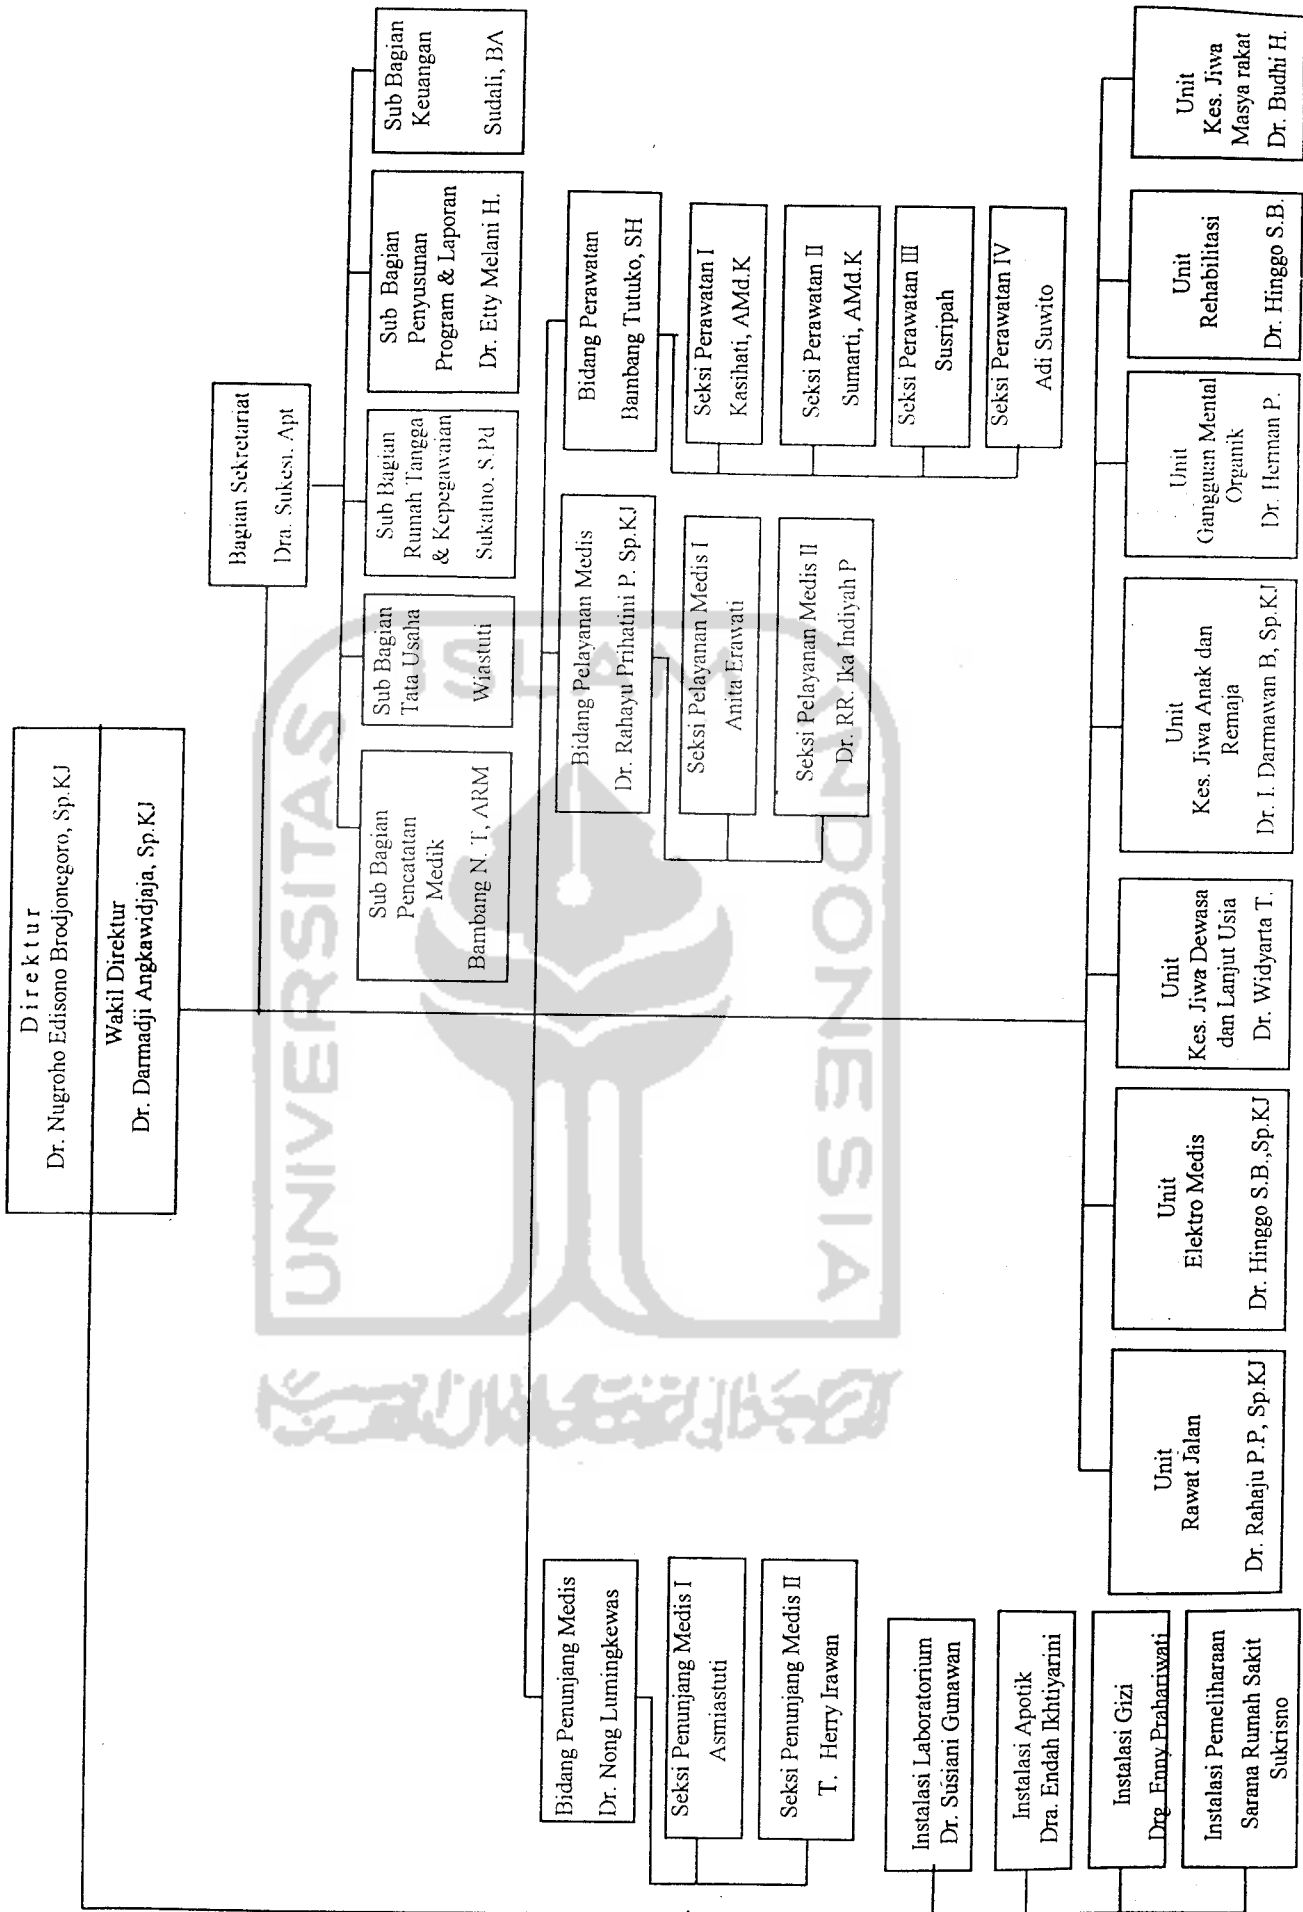 Direktur
Dr. Nugroho Edisono Brodjonegoro, Sp.KJ
Wakil Direktur
Dr. Darmadji Angkawidjaja, Sp.KJ
Bagian Sekretariat
Dra. Sukesi. Apt
Sub Bagian
Pencatatan
Medik
Bambang N. T, ARM
Sub Bagian
Tata Usaha
Wiastuti
Sub Bagian
Rumah Tangga
& Kepegawaian
Sukatno. S.Pd
Sub Bagian
Penyusunan
Program & Laporan
Dr. Etty Melani H.
Sub Bagian
Keuangan
Sudali, BA
Bidang Penunjang Medis
Dr. Nong Lumingkewas
Seksi Penunjang Medis I
Asmiastuti
Seksi Penunjang Medis II
T. Herry Irawan
Bidang Pelayanan Medis
Dr. Rahayu Prihatini P. Sp.KJ
Seksi Pelayanan Medis I
Anita Erawati
Seksi Pelayanan Medis II
Dr. RR. Ika Indiyah P
Bidang Perawatan
Bambang Tutuko, SH
Seksi Perawatan I
Kasihati, AMd.K
Seksi Perawatan II
Sumarti, AMd.K
Seksi Perawatan III
Susripah
Seksi Perawatan IV
Adi Suwito
Instalasi Laboratorium
Dr. Susiani Gunawan
Instalasi Apotik
Dra. Endah Ikhtiyarini
Instalasi Gizi
Drg. Enny Prahariwati
Instalasi Pemeliharaan
Sarana Rumah Sakit
Sukrisno
Unit
Rawat Jalan
Dr. Rahaju P.P, Sp.KJ
Unit
Elektro Medis
Dr. Hinggo S.B.,Sp.KJ
Unit
Kes. Jiwa Dewasa
dan Lanjut Usia
Dr. Widyarta T.
Unit
Kes. Jiwa Anak dan
Remaja
Dr. I. Darmawan B, Sp.KJ
Unit
Gangguan Mental
Organik
Dr. Herman P.
Unit
Rehabilitasi
Dr. Hinggo S.B.
Unit
Kes. Jiwa
Masya rakat
Dr. Budhi H.
UNIVERSITAS
ISLAM
INDONESIA